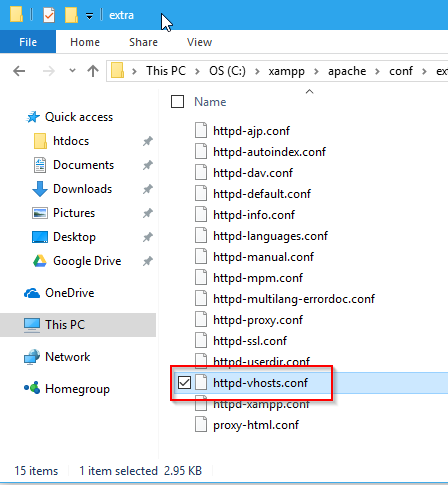 extra
File Home Share View
This PC OS (C:) xampp apache conf ex
Name
Quick access
htdocs
Documents
Downloads
Pictures
Desktop
Google Drive
OneDrive
This PC
Network
Homegroup
httpd-ajp.conf
httpd-autoindex.conf
httpd-dav.conf
httpd-default.conf
httpd-info.conf
httpd-languages.conf
httpd-manual.conf
httpd-mpm.conf
httpd-multilang-errordoc.conf
httpd-proxy.conf
httpd-ssl.conf
httpd-userdir.conf
httpd-vhosts.conf
httpd-xampp.conf
proxy-html.conf
15 items 1 item selected 2.95 KB